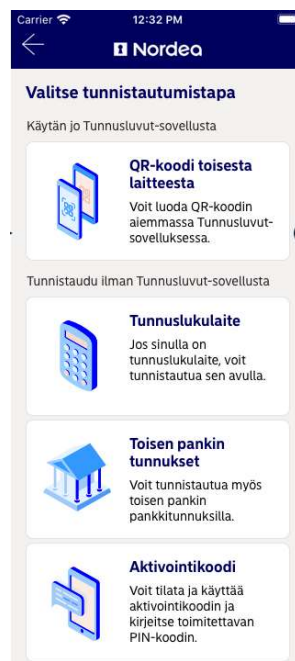 Carrier 12:32 PM
Nordea
Valitse tunnistautumistapa
Käytän jo Tunnusluvut-sovellusta
QR-koodi toisesta
laitteesta
Voit luoda QR-koodin
aiemmassa Tunnusluvut-
sovelluksessa.
Tunnistaudu ilman Tunnusluvut-sovellusta
Tunnuslukulaite
Jos sinulla on
tunnuslukulaite, voit
tunnistautua sen avulla.
Toisen pankin
tunnukset
Voit tunnistautua myös
toisen pankin
pankkitunnuksilla.
Aktivointikoodi
Voit tilata ja käyttää
aktivointikoodin ja
kirjeitse toimitettavan
PIN-koodin.